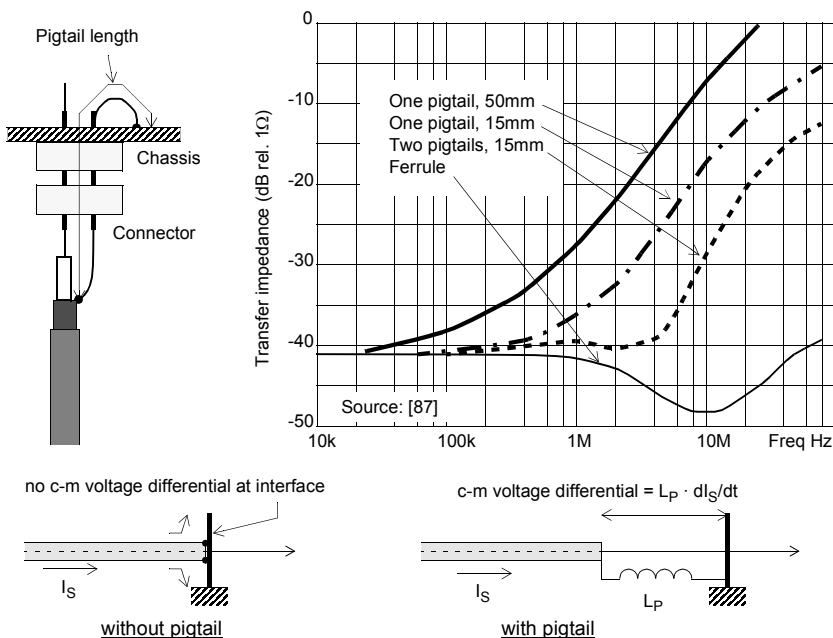 Pigtail length
Chassis
Connector
Transfer impedance (dB rel. 1Ω)
0
-10
-20
-30
-40
-50
One pigtail, 50mm
One pigtail, 15mm
Two pigtails, 15mm
Ferrule
Source: [87]
10k 100k 1M 10M Freq Hz
no c-m voltage differential at interface
I_S
without pigtail
c-m voltage differential = L_P · dI_S/dt
I_S
L_P
with pigtail